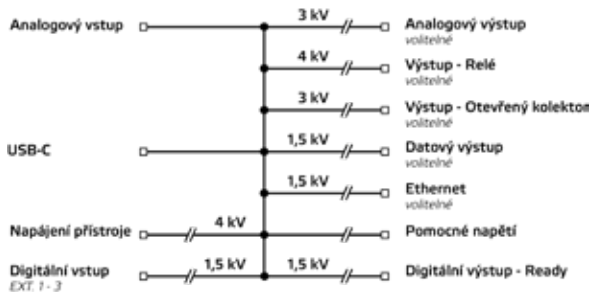 Analogový vstup
3 kV
Analogový výstup
volitelné
4 kV
Výstup - Relé
volitelné
3 kV
Výstup - Otevřený kolektor
volitelné
USB-C
1,5 kV
Datový výstup
volitelné
1,5 kV
Ethernet
volitelné
Napájení přístroje
4 kV
Pomocné napětí
Digitální vstup
EXT. 1 - 3
1,5 kV
1,5 kV
Digitální výstup - Ready